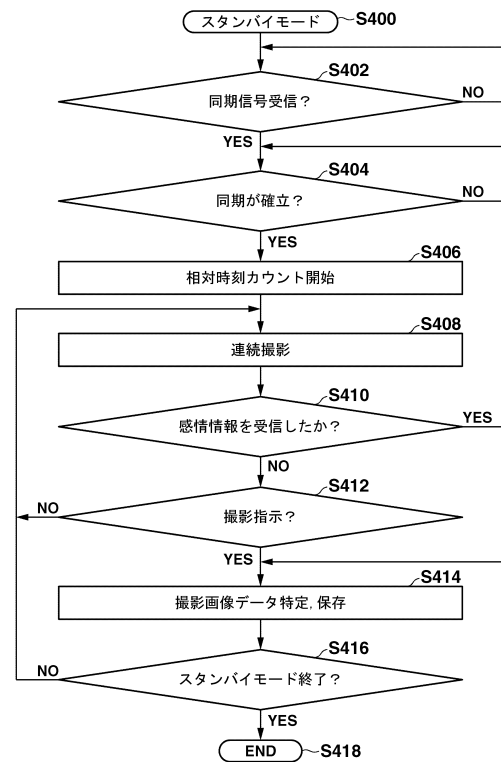 スタンバイモード S400
S402
同期信号受信？ NO
YES
S404
同期が確立？ NO
YES
S406
相対時刻カウント開始
S408
連続撮影
S410
感情情報を受信したか？ YES
NO
S412
NO 撮影指示？
YES
S414
撮影画像データ特定, 保存
S416
NO スタンバイモード終了？
YES
END S418